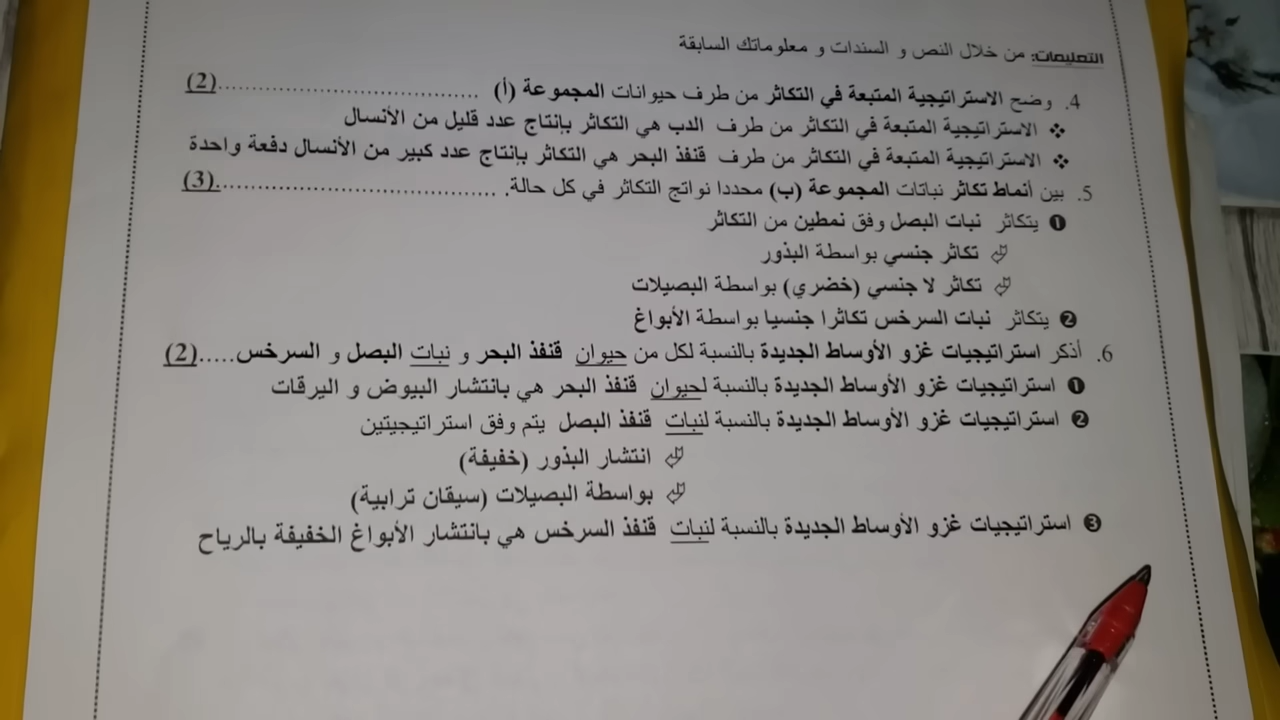 التعليمات: من خلال النص و السندات و معلوماتك السابقة
4. وضح الاستراتيجية المتبعة في التكاثر من طرف حيوانات المجموعة (أ) ................................(2)
❖ الاستراتيجية المتبعة في التكاثر من طرف الدب هي التكاثر بإنتاج عدد قليل من الأنسال
❖ الاستراتيجية المتبعة في التكاثر من طرف قنفذ البحر هي التكاثر بإنتاج عدد كبير من الأنسال دفعة واحدة
5. بين أنماط تكاثر نباتات المجموعة (ب) محددا نواتج التكاثر في كل حالة. ................................(3)
❶ يتكاثر نبات البصل وفق نمطين من التكاثر
تكاثر جنسي بواسطة البذور
تكاثر لا جنسي (خضري) بواسطة البصيلات
❷ يتكاثر نبات السرخس تكاثرا جنسيا بواسطة الأبواغ
6. أذكر استراتيجيات غزو الأوساط الجديدة بالنسبة لكل من حيوان قنفذ البحر و نبات البصل و السرخس.....(2)
❶ استراتيجيات غزو الأوساط الجديدة بالنسبة لحيوان قنفذ البحر هي بانتشار البيوض و اليرقات
❷ استراتيجيات غزو الأوساط الجديدة بالنسبة لنبات قنفذ البصل يتم وفق استراتيجيتين
انتشار البذور (خفيفة)
بواسطة البصيلات (سيقان ترابية)
❸ استراتيجيات غزو الأوساط الجديدة بالنسبة لنبات قنفذ السرخس هي بانتشار الأبواغ الخفيفة بالرياح